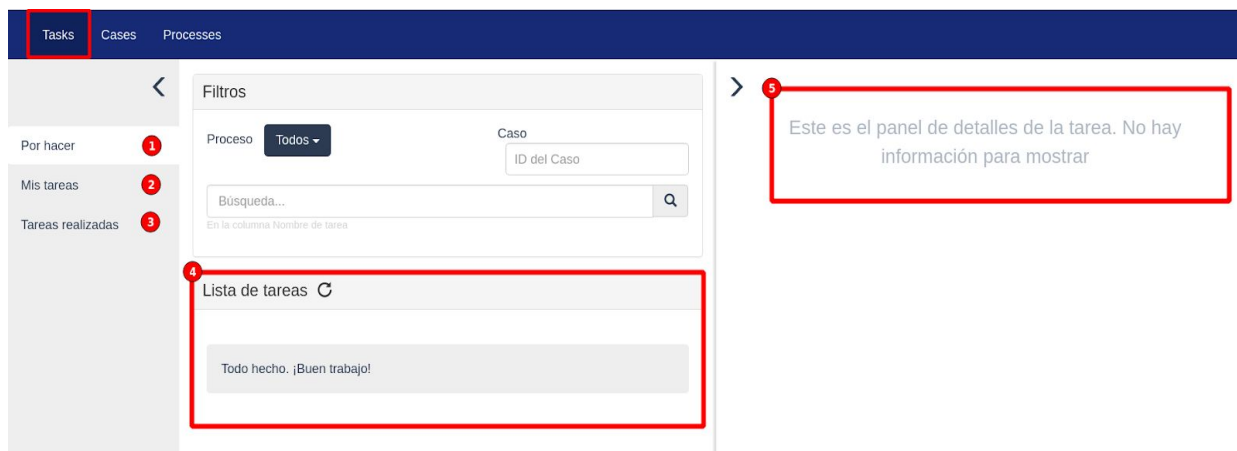 Tasks Cases Processes
Por hacer 1
Mis tareas 2
Tareas realizadas 3
Filtros
Proceso Todos
Caso
ID del Caso
Búsqueda...
En la columna Nombre de tarea
4
Lista de tareas
Todo hecho. ¡Buen trabajo!
5
Este es el panel de detalles de la tarea. No hay
información para mostrar